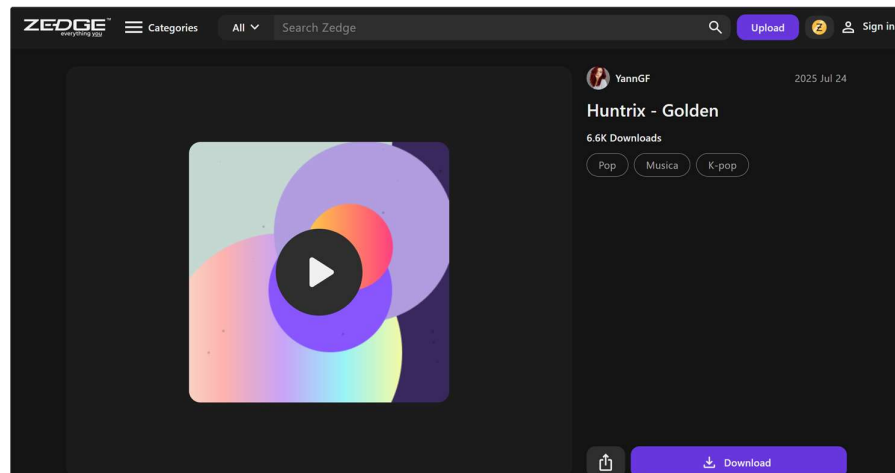 ZEDGE™
everything you
Categories
All
Search Zedge
Upload
Z
Sign in
YannGF
2025 Jul 24
Huntrix - Golden
6.6K Downloads
Pop
Musica
K-pop
Download